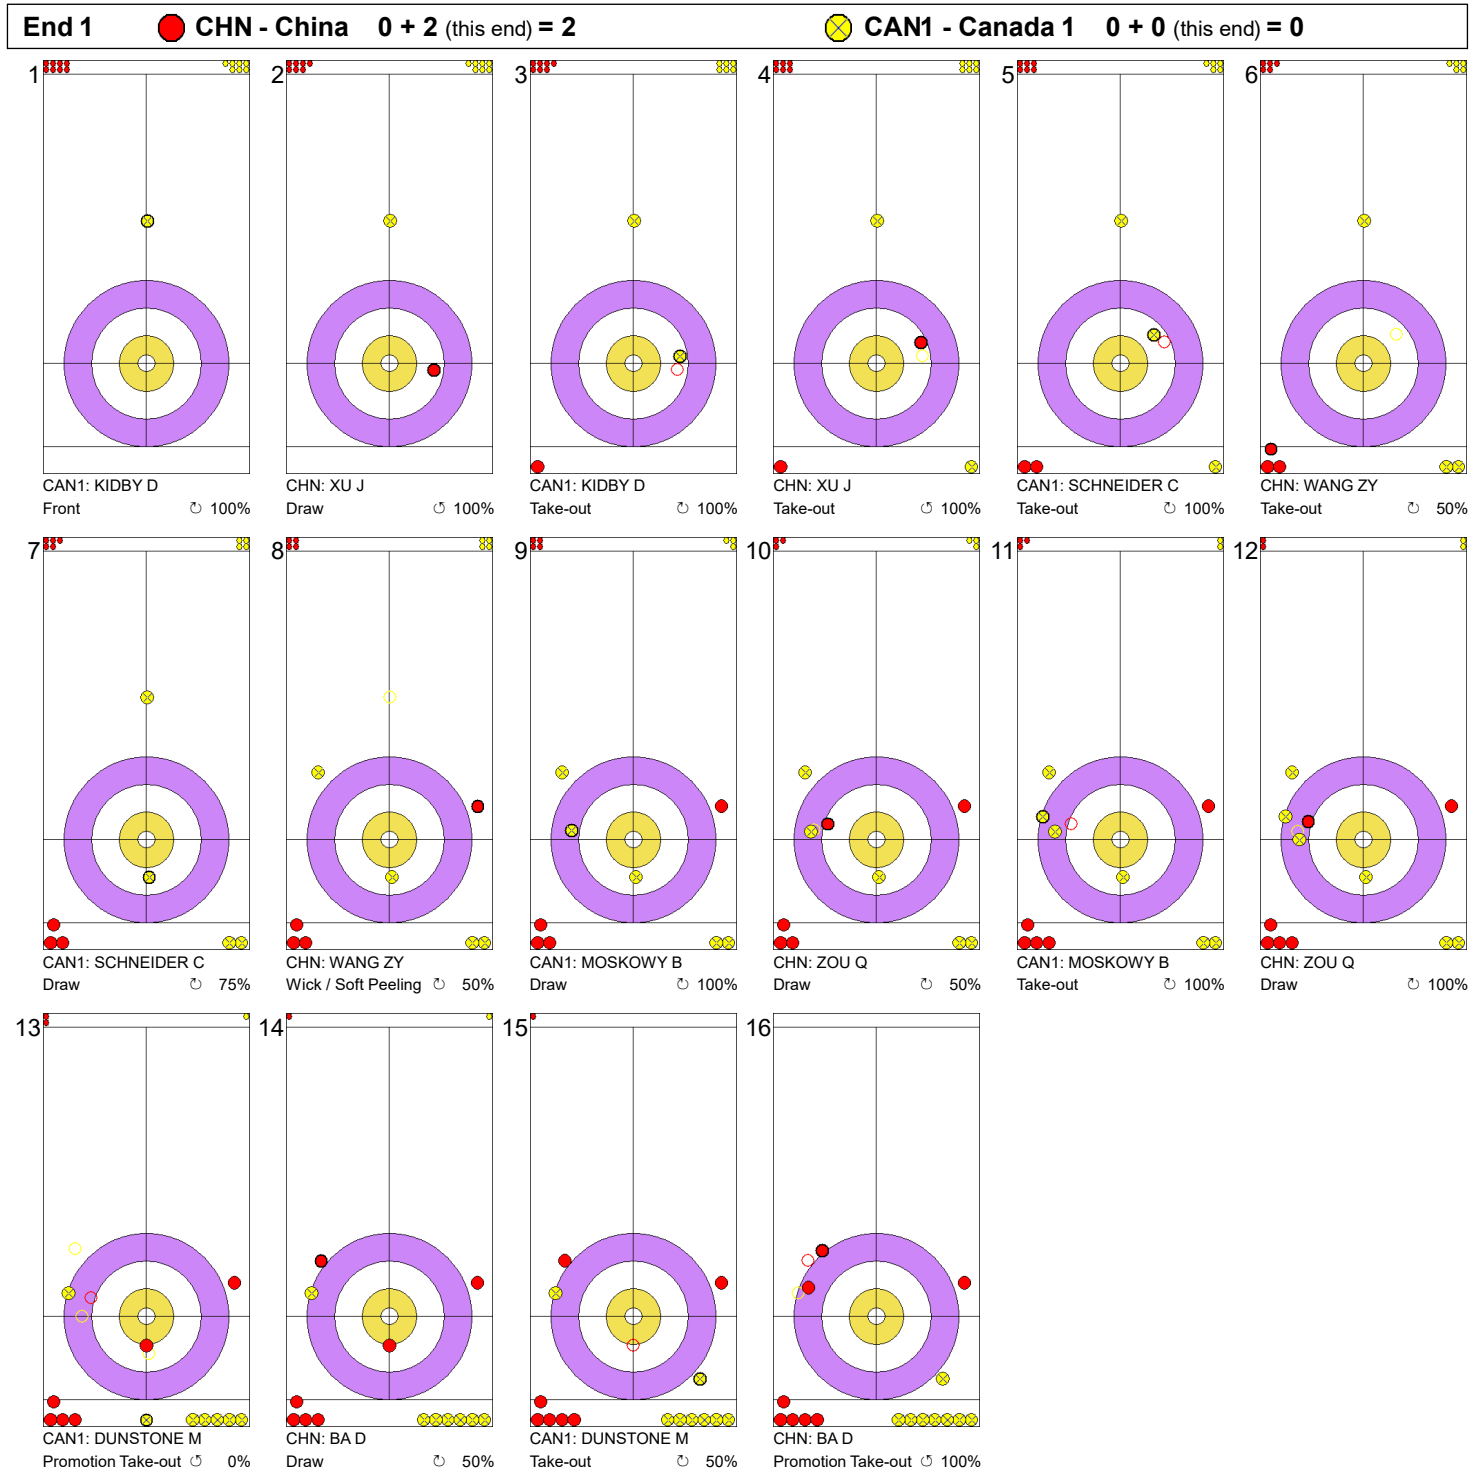 End 1 CHN - China 0 + 2 (this end) = 2 CAN1 - Canada 1 0 + 0 (this end) = 0
1 2 3 4 5 6
CAN1: KIDBY D CHN: XU J CAN1: KIDBY D CHN: XU J CAN1: SCHNEIDER C CHN: WANG ZY
Front ↻ 100% Draw ↺ 100% Take-out ↻ 100% Take-out ↺ 100% Take-out ↻ 100% Take-out ↻ 50%
7 8 9 10 11 12
CAN1: SCHNEIDER C CHN: WANG ZY CAN1: MOSKOWY B CHN: ZOU Q CAN1: MOSKOWY B CHN: ZOU Q
Draw ↻ 75% Wick / Soft Peeling ↻ 50% Draw ↻ 100% Draw ↻ 50% Take-out ↻ 100% Draw ↻ 100%
13 14 15 16
CAN1: DUNSTONE M CHN: BA D CAN1: DUNSTONE M CHN: BA D
Promotion Take-out ↺ 0% Draw ↻ 50% Take-out ↻ 50% Promotion Take-out ↺ 100%